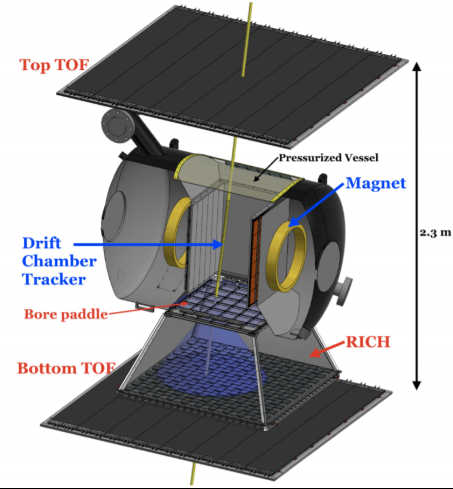 Top TOF
Pressurized Vessel
Magnet
2.3 m
Drift
Chamber
Tracker
Bore paddle
RICH
Bottom TOF